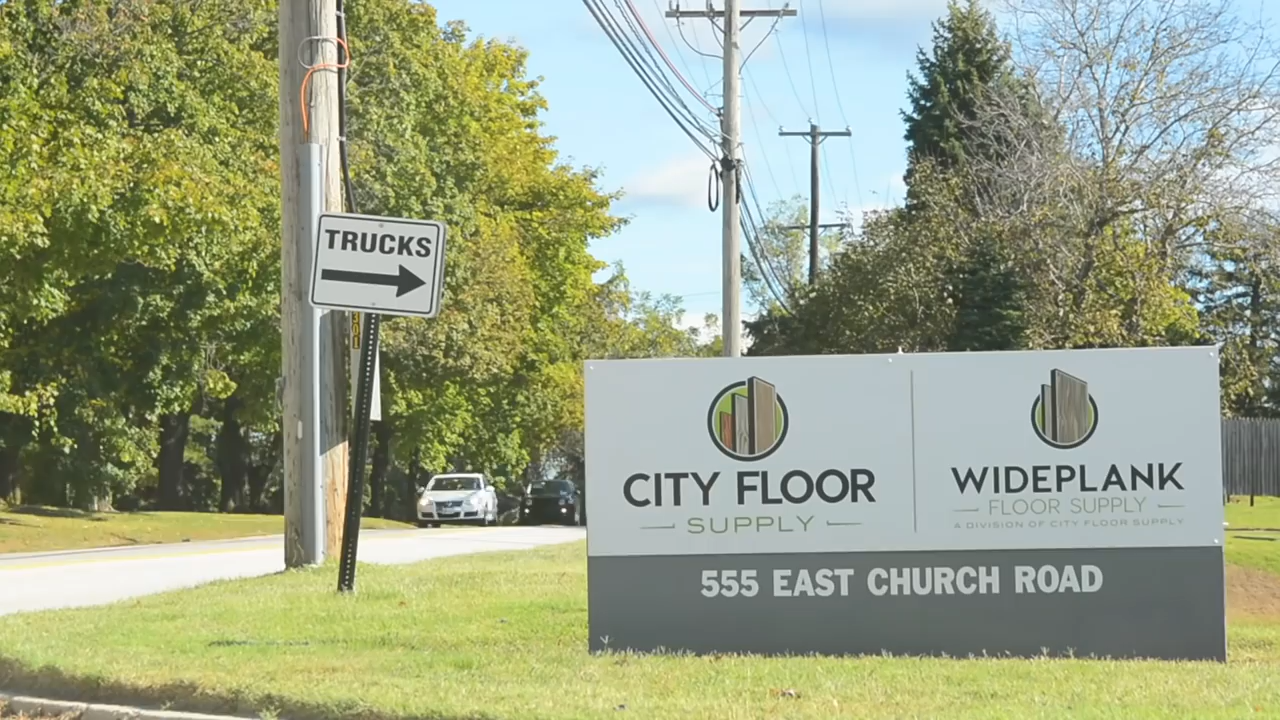 TRUCKS
CITY FLOOR
SUPPLY
WIDEPLANK
FLOOR SUPPLY
A DIVISION OF CITY FLOOR SUPPLY
555 EAST CHURCH ROAD